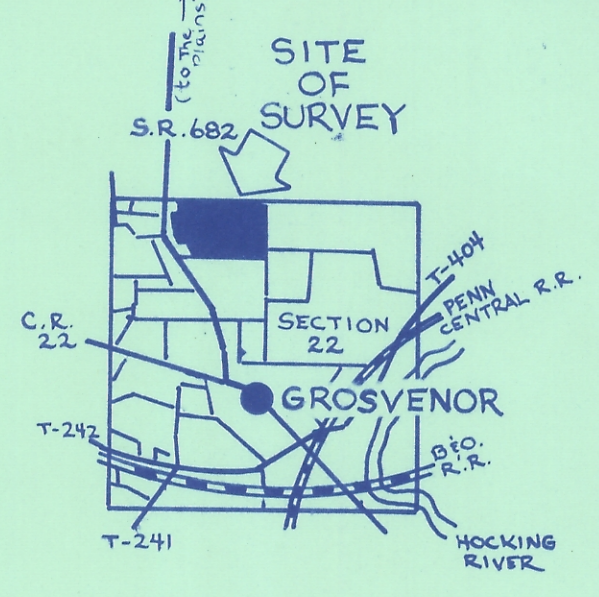 (to The
Plains
SITE
OF
SURVEY
S.R. 682
T-404
PENN
CENTRAL R.R.
C.R.
22
SECTION
22
GROSVENOR
T-242
B&O.
R.R.
T-241
HOCKING
RIVER